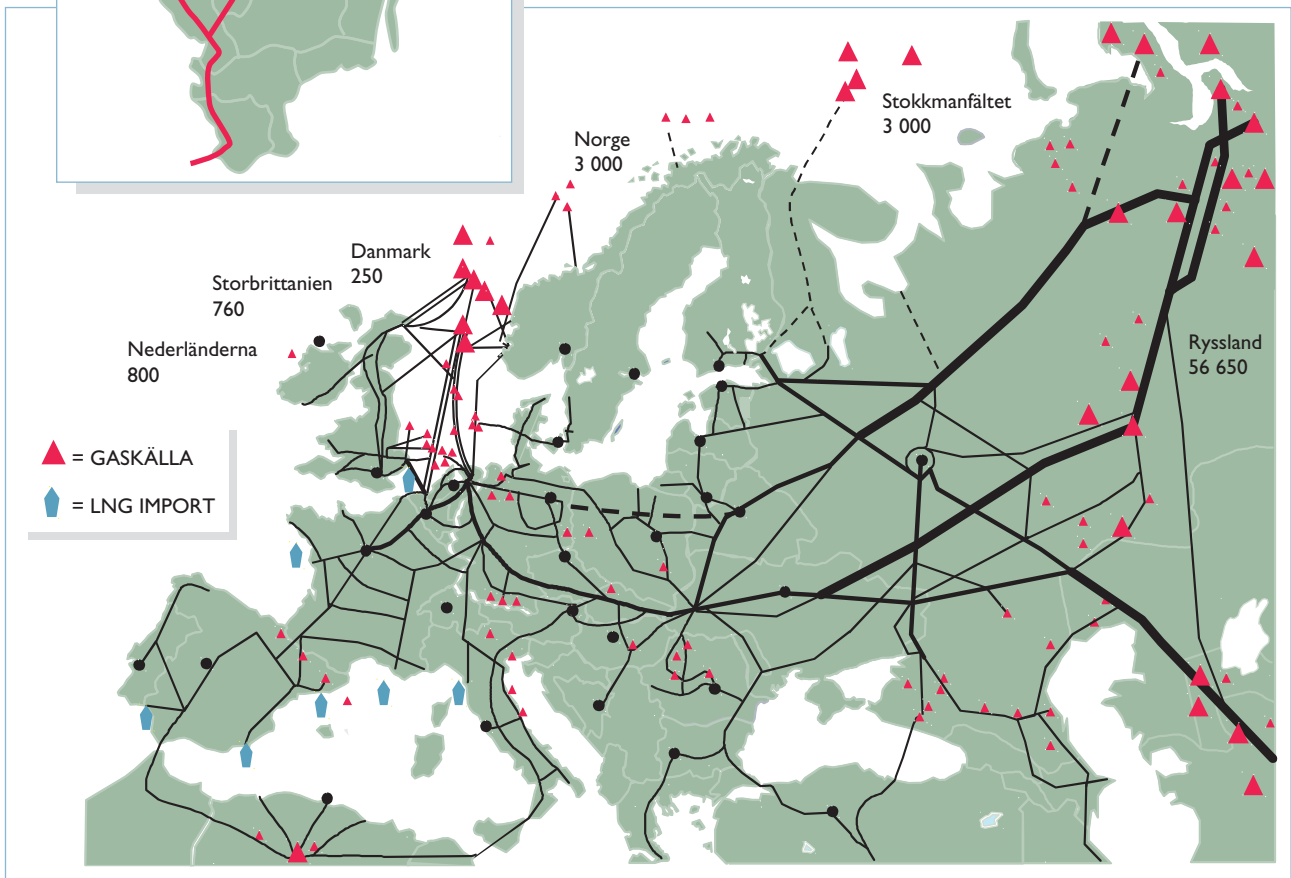 Stokkmanfältet
3 000
Norge
3 000
Danmark
250
Storbrittanien
760
Nederländerna
800
Ryssland
56 650
= GASKÄLLA
= LNG IMPORT